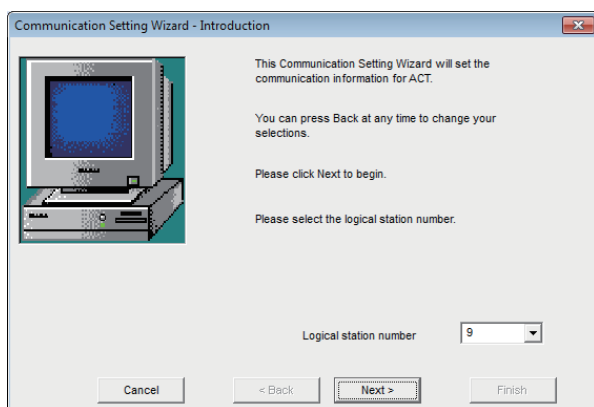 Communication Setting Wizard - Introduction
This Communication Setting Wizard will set the
communication information for ACT.
You can press Back at any time to change your
selections.
Please click Next to begin.
Please select the logical station number.
Logical station number
9
Cancel
< Back
Next >
Finish